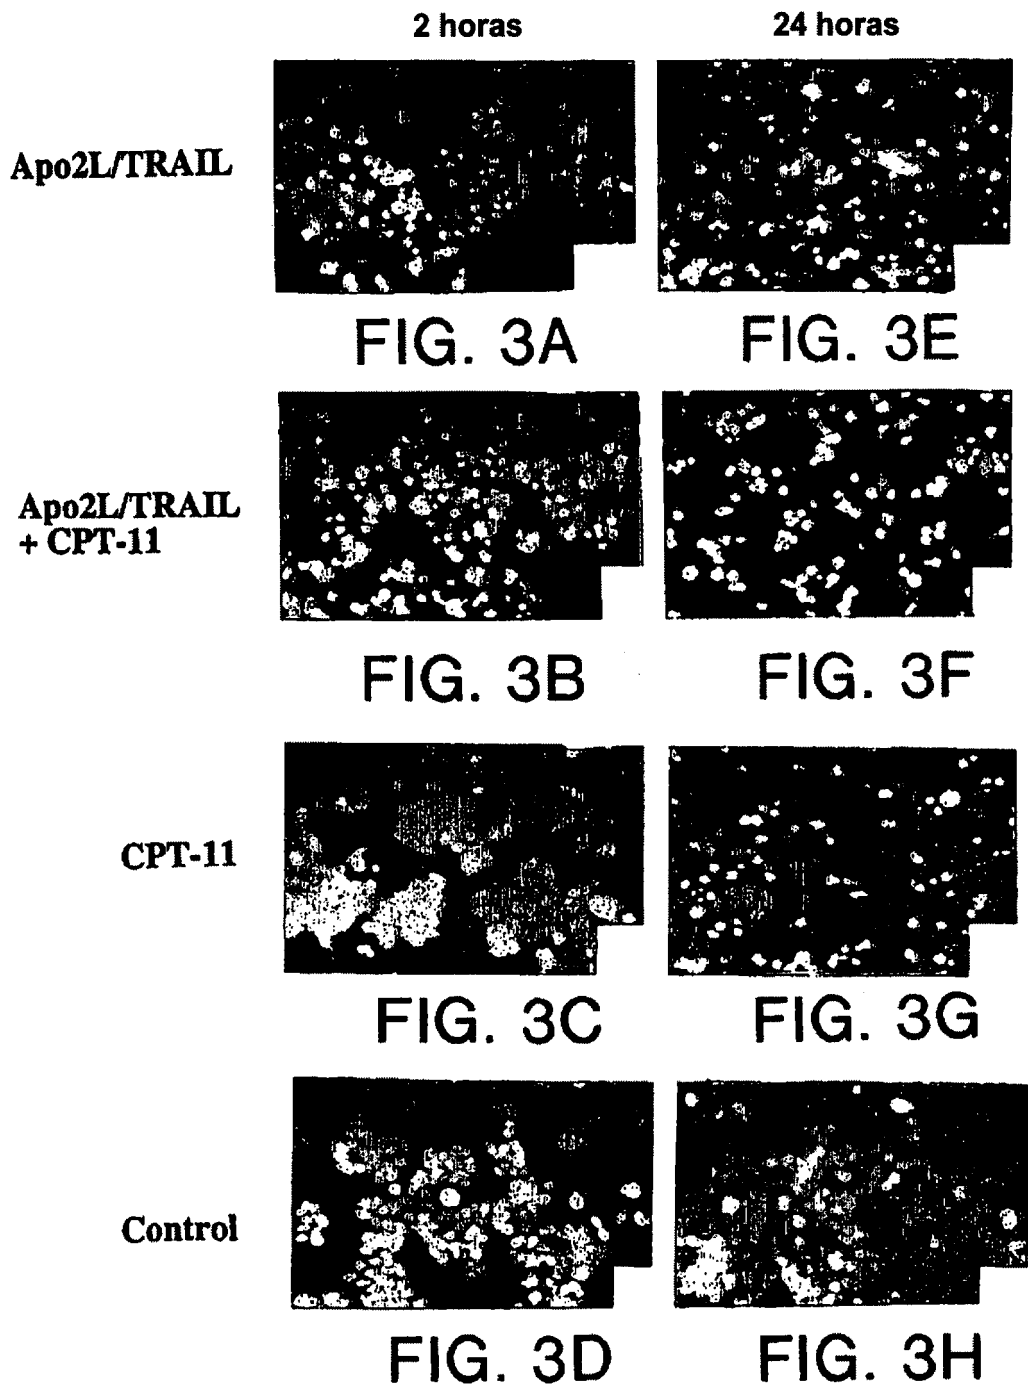 2 horas 24 horas
Apo2L/TRAIL
FIG. 3A FIG. 3E
Apo2L/TRAIL
+ CPT-11
FIG. 3B FIG. 3F
CPT-11
FIG. 3C FIG. 3G
Control
FIG. 3D FIG. 3H